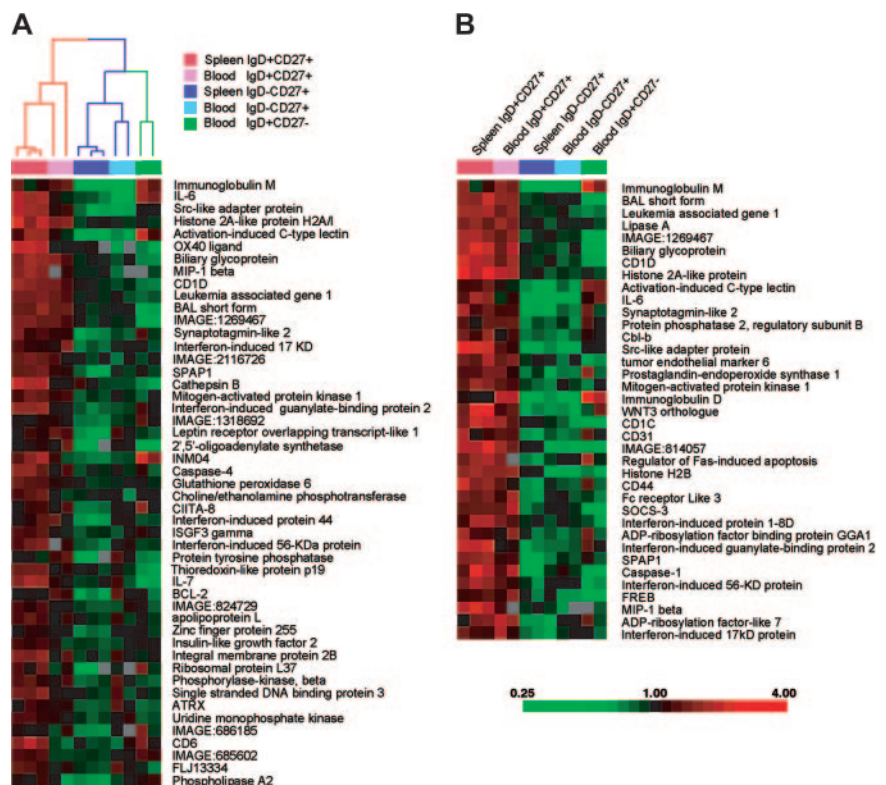 A
Spleen IgD+CD27+
Blood IgD+CD27+
Spleen IgD-CD27+
Blood IgD-CD27+
Blood IgD+CD27-
Immunoglobulin M
IL-6
Src-like adapter protein
Histone 2A-like protein H2A/l
Activation-induced C-type lectin
OX40 ligand
Biliary glycoprotein
MIP-1 beta
CD1D
Leukemia associated gene 1
BAL short form
IMAGE:1269467
Synaptotagmin-like 2
Interferon-induced 17 KD
IMAGE:2116726
SPAP1
Cathepsin B
Mitogen-activated protein kinase 1
Interferon-induced guanylate-binding protein 2
IMAGE:1318692
Leptin receptor overlapping transcript-like 1
2',5'-oligoadenylate synthetase
INM04
Caspase-4
Glutathione peroxidase 6
Choline/ethanolamine phosphotransferase
CIITA-8
Interferon-induced protein 44
ISGF3 gamma
Interferon-induced 56-KDa protein
Protein tyrosine phosphatase
Thioredoxin-like protein p19
IL-7
BCL-2
IMAGE:824729
apolipoprotein L
Zinc finger protein 255
Insulin-like growth factor 2
Integral membrane protein 2B
Ribosomal protein L37
Phosphorylase-kinase, beta
Single stranded DNA binding protein 3
ATRX
Uridine monophosphate kinase
IMAGE:686185
CD6
IMAGE:685602
FLJ13334
Phospholipase A2
B
Spleen IgD+CD27+
Blood IgD+CD27+
Spleen IgD-CD27+
Blood IgD-CD27+
Blood IgD+CD27-
Immunoglobulin M
BAL short form
Leukemia associated gene 1
Lipase A
IMAGE:1269467
Biliary glycoprotein
CD1D
Histone 2A-like protein
Activation-induced C-type lectin
IL-6
Synaptotagmin-like 2
Protein phosphatase 2, regulatory subunit B
Cbl-b
Src-like adapter protein
tumor endothelial marker 6
Prostaglandin-endoperoxide synthase 1
Mitogen-activated protein kinase 1
Immunoglobulin D
WNT3 orthologue
CD1C
CD31
IMAGE:814057
Regulator of Fas-induced apoptosis
Histone H2B
CD44
Fc receptor Like 3
SOCS-3
Interferon-induced protein 1-8D
ADP-ribosylation factor binding protein GGA1
Interferon-induced guanylate-binding protein 2
SPAP1
Caspase-1
Interferon-induced 56-KD protein
FREB
MIP-1 beta
ADP-ribosylation factor-like 7
Interferon-induced 17kD protein
0.25 1.00 4.00